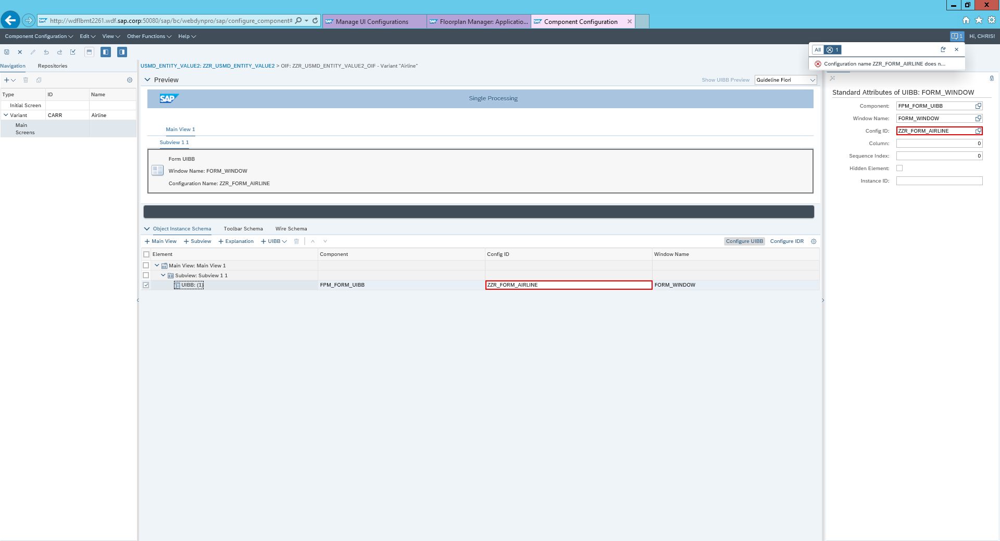 http://wdflbmt2261.wdf.sap.corp:50080/sap/bc/webdynpro/sap/configure_component#
SAP Manage UI Configurations
SAP Floorplan Manager: Applicatio...
SAP Component Configuration
Component Configuration Edit View Other Functions Help
1 Hi, CHRIS!
All 1
Configuration name ZZR_FORM_AIRLINE does n...
Navigation Repositories
Type ID Name
Initial Screen
Variant CARR Airline
Main
Screens
USMD_ENTITY_VALUE2: ZZR_USMD_ENTITY_VALUE2 > OIF: ZZR_USMD_ENTITY_VALUE2_OIF - Variant "Airline"
Preview Show UIBB Preview Guideline Fiori
SAP Single Processing
Main View 1
Subview 1 1
Form UIBB
Window Name: FORM_WINDOW
Configuration Name: ZZR_FORM_AIRLINE
Object Instance Schema Toolbar Schema Wire Schema
Main View Subview Explanation UIBB Configure UIBB Configure IDR
Element Component Config ID Window Name
Main View: Main View 1
Subview: Subview 1 1
UIBB: (1) FPM_FORM_UIBB ZZR_FORM_AIRLINE FORM_WINDOW
Standard Attributes of UIBB: FORM_WINDOW
Component: FPM_FORM_UIBB
Window Name: FORM_WINDOW
Config ID: ZZR_FORM_AIRLINE
Column: 0
Sequence Index: 0
Hidden Element:
Instance ID: